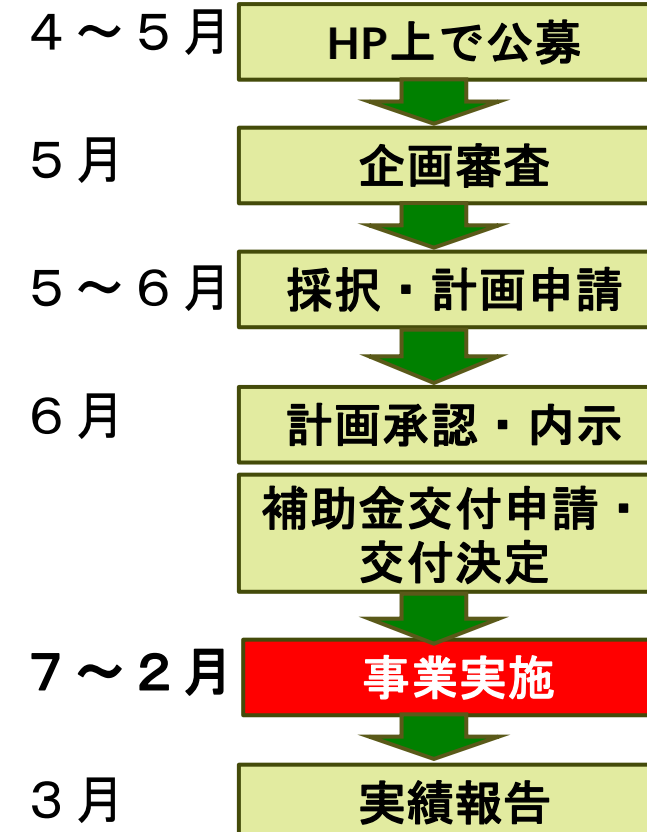 ４～５月
HP上で公募
５月
企画審査
５～６月
採択・計画申請
６月
計画承認・内示
補助金交付申請・
交付決定
７～２月
事業実施
３月
実績報告